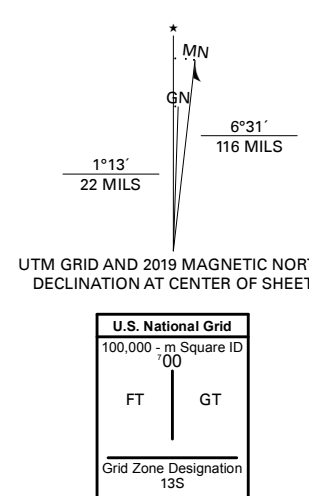 ★
MN
GN
6°31´
116 MILS
1°13´
22 MILS
UTM GRID AND 2019 MAGNETIC NORT
DECLINATION AT CENTER OF SHEET
U.S. National Grid
100,000 - m Square ID
⁷00
FT GT
Grid Zone Designation
13S